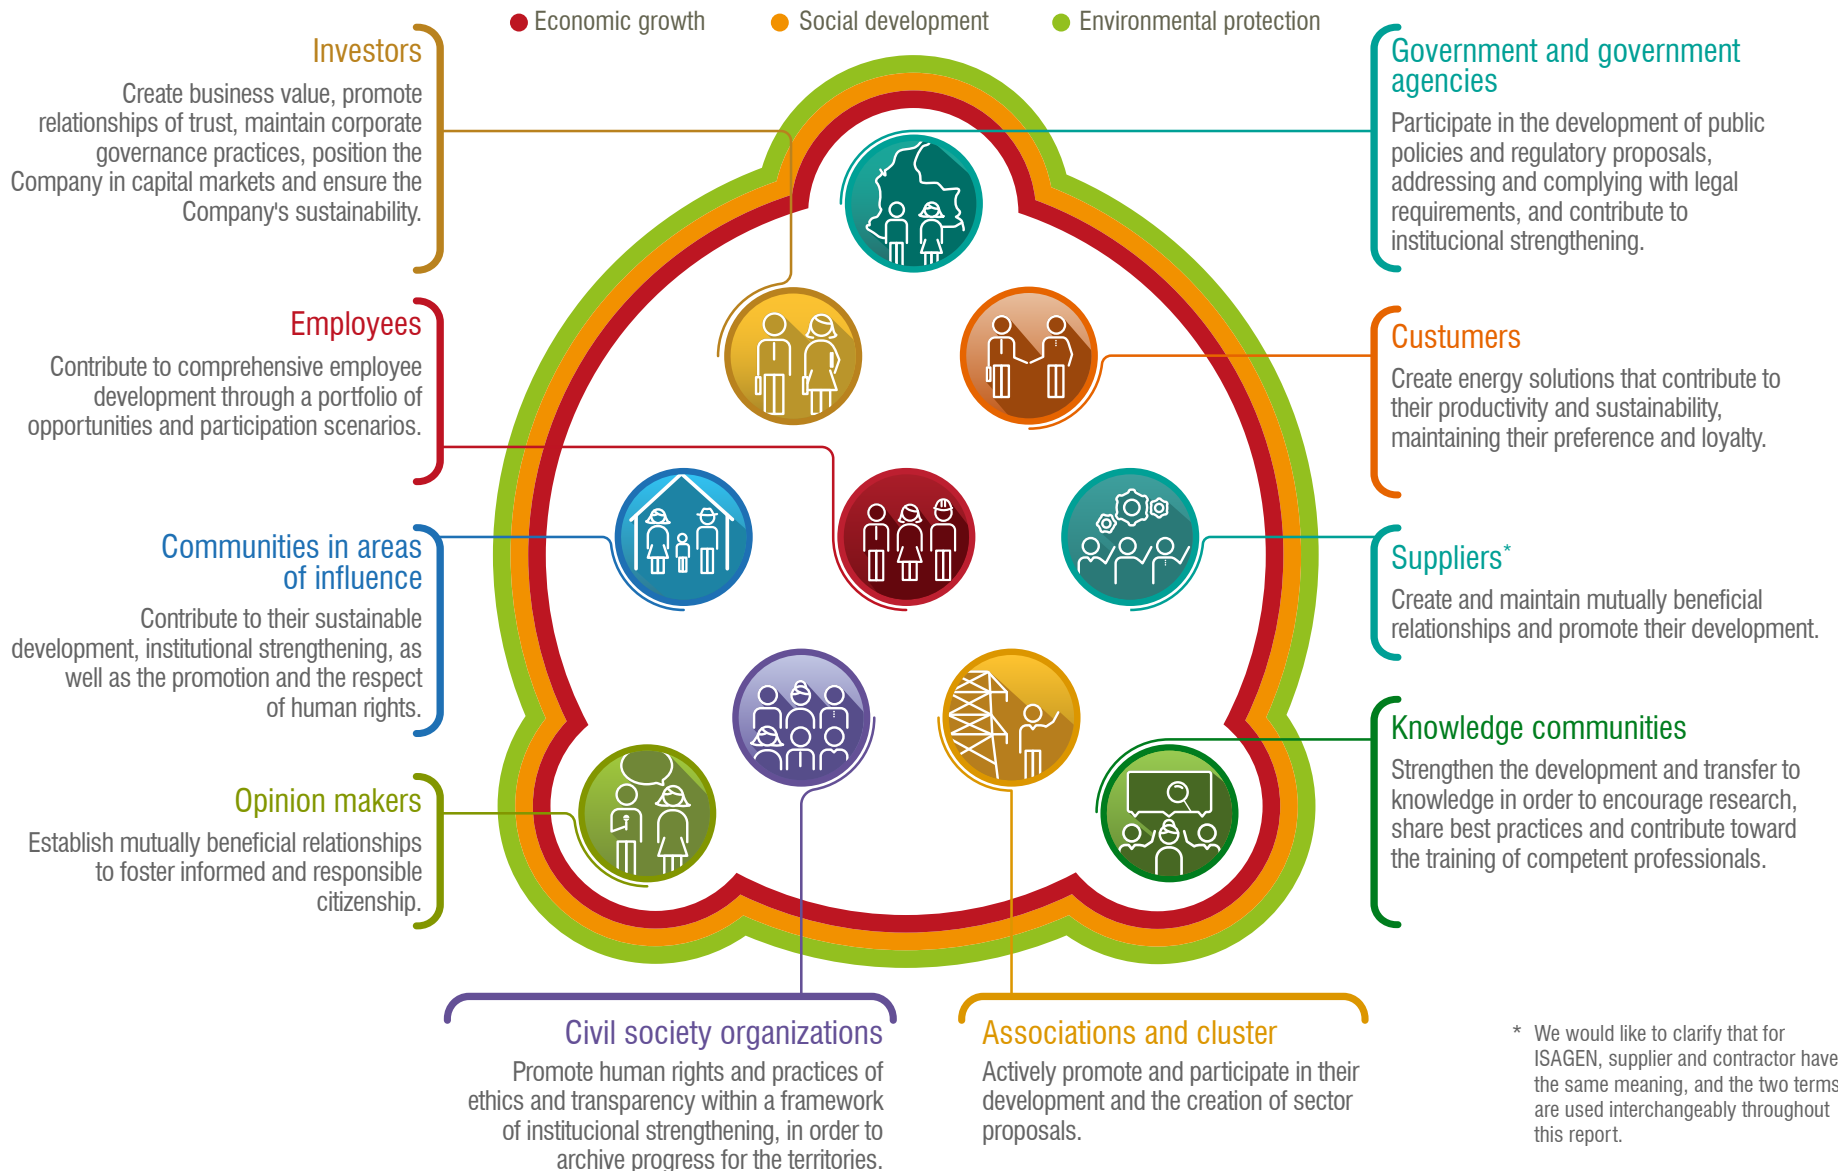 Economic growth
Social development
Environmental protection
Investors
Create business value, promote
relationships of trust, maintain corporate
governance practices, position the
Company in capital markets and ensure the
Company's sustainability.
Employees
Contribute to comprehensive employee
development through a portfolio of
opportunities and participation scenarios.
Communities in areas
of influence
Contribute to their sustainable
development, institutional strengthening, as
well as the promotion and the respect
of human rights.
Opinion makers
Establish mutually beneficial relationships
to foster informed and responsible
citizenship.
Government and government
agencies
Participate in the development of public
policies and regulatory proposals,
addressing and complying with legal
requirements, and contribute to
institucional strengthening.
Custumers
Create energy solutions that contribute to
their productivity and sustainability,
maintaining their preference and loyalty.
Suppliers*
Create and maintain mutually beneficial
relationships and promote their development.
Knowledge communities
Strengthen the development and transfer to
knowledge in order to encourage research,
share best practices and contribute toward
the training of competent professionals.
Civil society organizations
Promote human rights and practices of
ethics and transparency within a framework
of institucional strengthening, in order to
archive progress for the territories.
Associations and cluster
Actively promote and participate in their
development and the creation of sector
proposals.
* We would like to clarify that for
ISAGEN, supplier and contractor have
the same meaning, and the two terms
are used interchangeably throughout
this report.